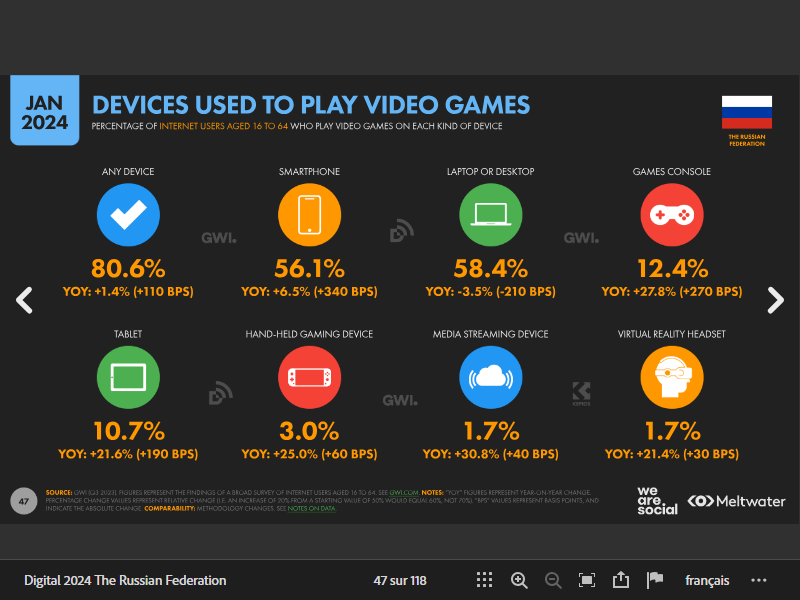 JAN
2024
DEVICES USED TO PLAY VIDEO GAMES
PERCENTAGE OF INTERNET USERS AGED 16 TO 64 WHO PLAY VIDEO GAMES ON EACH KIND OF DEVICE
THE RUSSIAN
FEDERATION
ANY DEVICE
SMARTPHONE
LAPTOP OR DESKTOP
GAMES CONSOLE
GWI.
GWI.
80.6%
56.1%
58.4%
12.4%
YOY: +1.4% (+110 BPS)
YOY: +6.5% (+340 BPS)
YOY: -3.5% (-210 BPS)
YOY: +27.8% (+270 BPS)
TABLET
HAND-HELD GAMING DEVICE
MEDIA STREAMING DEVICE
VIRTUAL REALITY HEADSET
GWI.
KEPIOS
10.7%
3.0%
1.7%
1.7%
YOY: +21.6% (+190 BPS)
YOY: +25.0% (+60 BPS)
YOY: +30.8% (+40 BPS)
YOY: +21.4% (+30 BPS)
47
SOURCE: GWI (Q3 2023). FIGURES REPRESENT THE FINDINGS OF A BROAD SURVEY OF INTERNET USERS AGED 16 TO 64. SEE GWI.COM. NOTES: "YOY" FIGURES REPRESENT YEAR-ON-YEAR CHANGE.
PERCENTAGE CHANGE VALUES REPRESENT RELATIVE CHANGE (I.E. AN INCREASE OF 20% FROM A STARTING VALUE OF 50% WOULD EQUAL 60%, NOT 70%). "BPS" VALUES REPRESENT BASIS POINTS, AND
INDICATE THE ABSOLUTE CHANGE. COMPARABILITY: METHODOLOGY CHANGES. SEE NOTES ON DATA.
we
are.
social
Meltwater
Digital 2024 The Russian Federation
47 sur 118
français